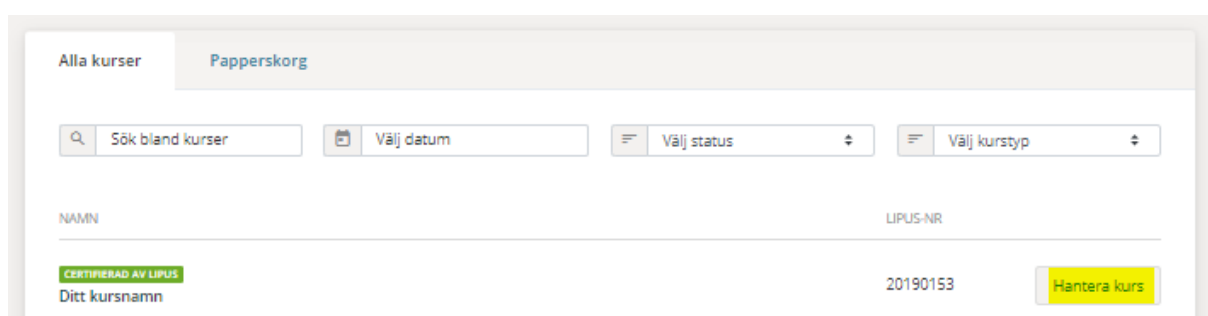 Alla kurser Papperskorg
Sök bland kurser Välj datum Välj status Välj kurstyp
NAMN LIPUS-NR
CERTIFIERAD AV LIPUS
Ditt kursnamn 20190153 Hantera kurs